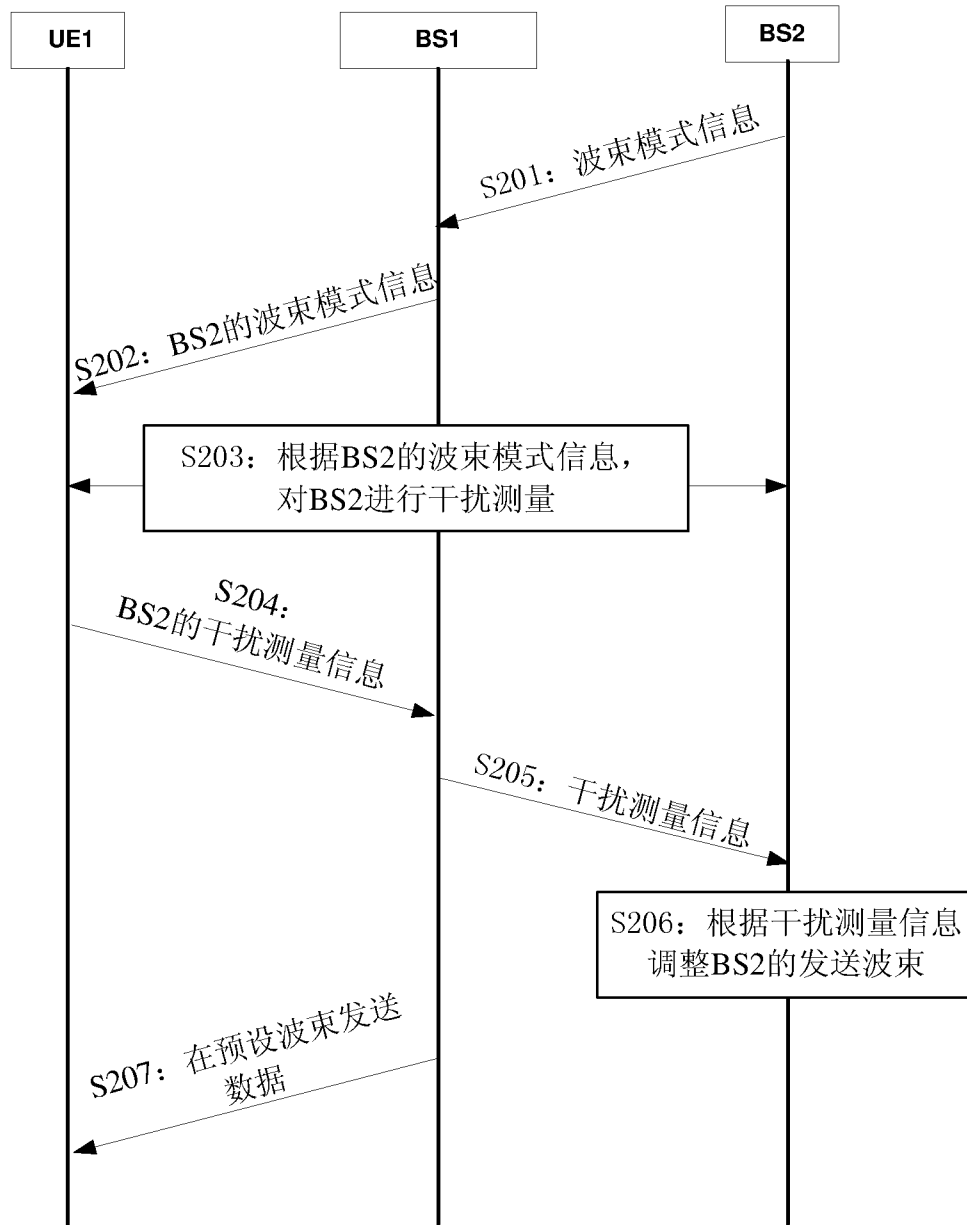 UE1
BS1
BS2
S201：波束模式信息
S202：BS2的波束模式信息
S203：根据BS2的波束模式信息，
对BS2进行干扰测量
S204：
BS2的干扰测量信息
S205：干扰测量信息
S206：根据干扰测量信息
调整BS2的发送波束
S207：在预设波束发送
数据